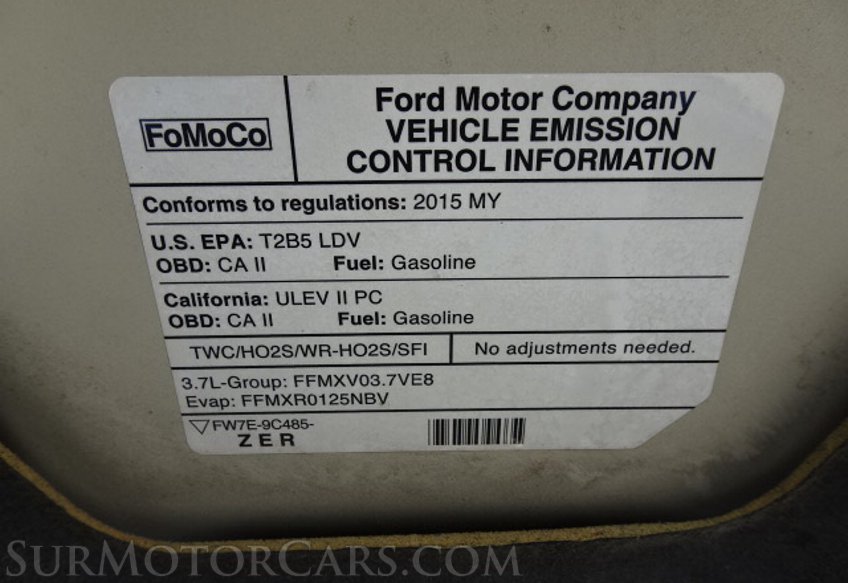 FoMoCo
Ford Motor Company
VEHICLE EMISSION
CONTROL INFORMATION
Conforms to regulations: 2015 MY
U.S. EPA: T2B5 LDV
OBD: CA II Fuel: Gasoline
California: ULEV II PC
OBD: CA II Fuel: Gasoline
TWC/HO2S/WR-HO2S/SFI No adjustments needed.
3.7L-Group: FFMXV03.7VE8
Evap: FFMXR0125NBV
FW7E-9C485-
ZER
SURMOTORCARS.COM